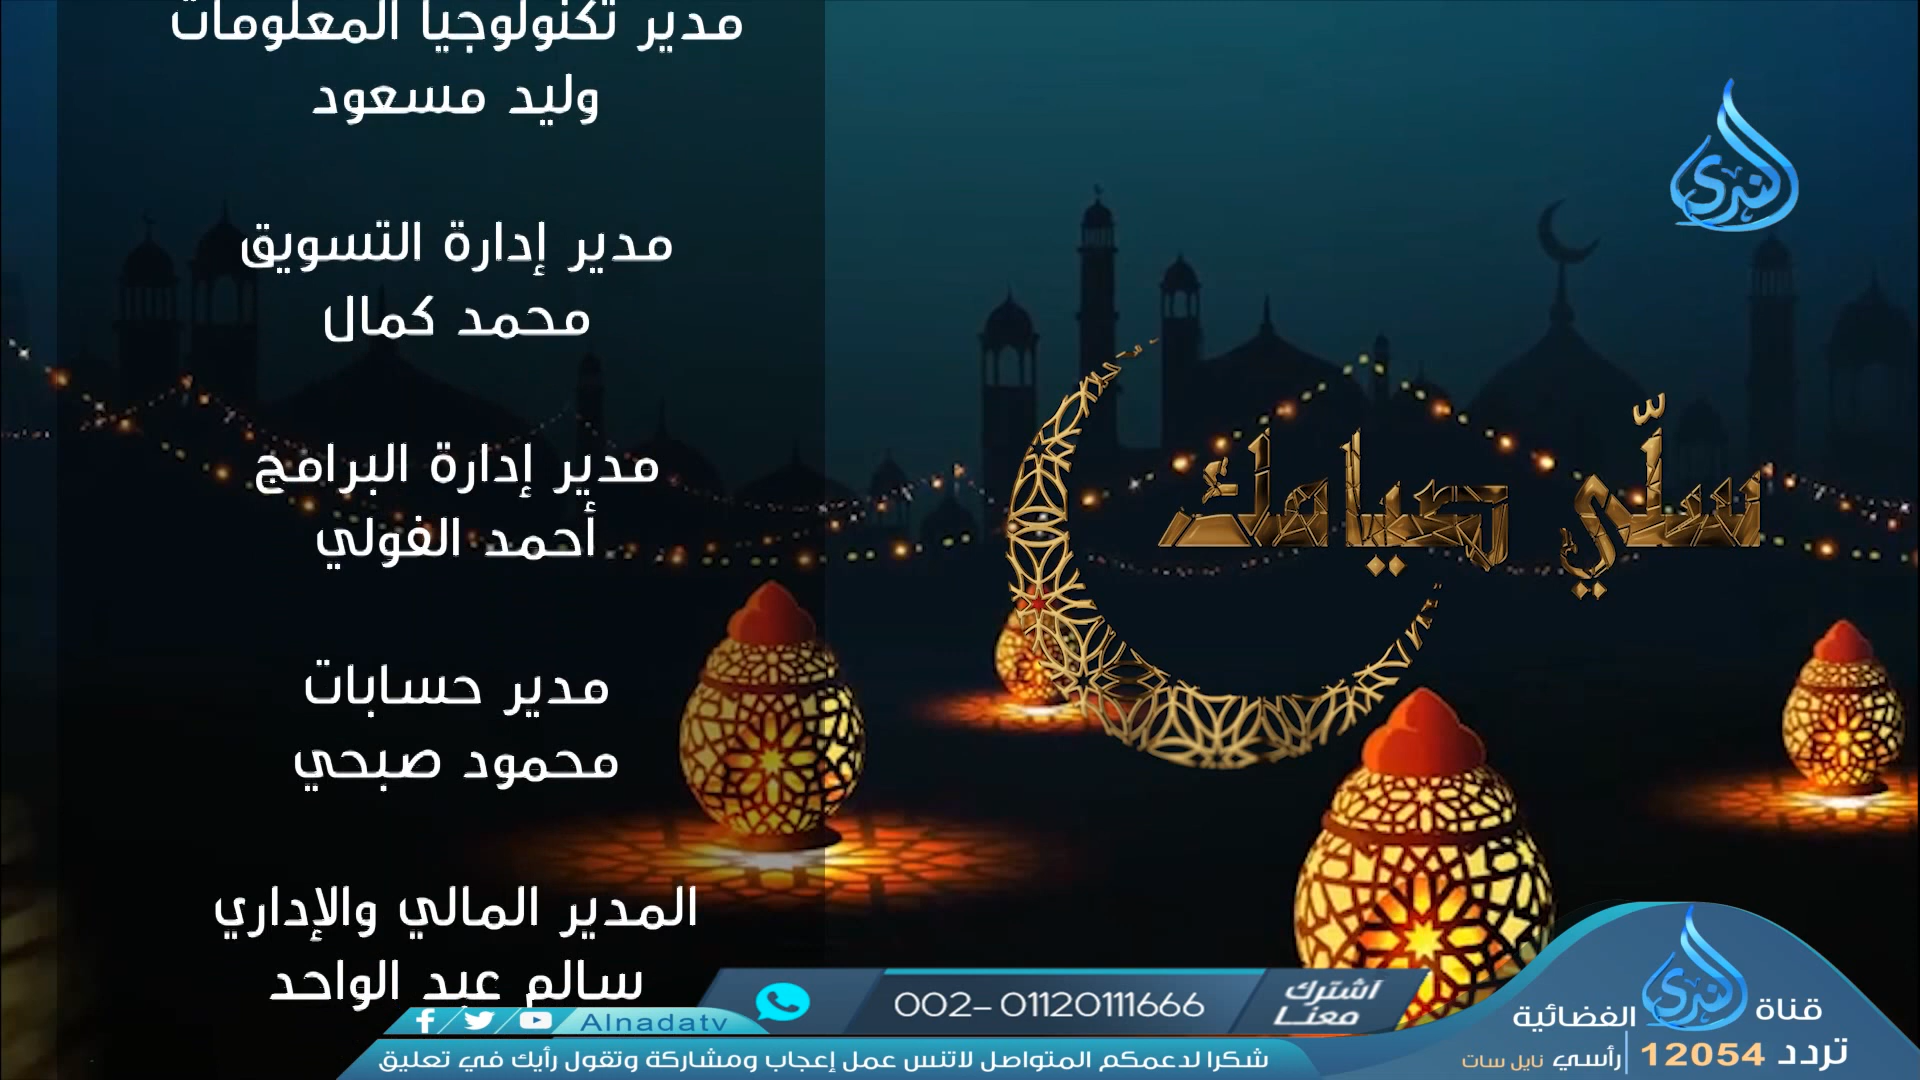 مدير تكنولوجيا المعلومات
وليد مسعود
مدير إدارة التسويق
محمد كمال
مدير إدارة البرامج
أحمد الفولي
مدير حسابات
محمود صبحي
المدير المالي والإداري
سالم عبد الواحد
الندى
سلّي صيامك
اشترك معنا
002-01120111666
Alnadatv
شكرا لدعمكم المتواصل لاتنس عمل إعجاب ومشاركة وتقول رأيك في تعليق
قناة الندى الفضائية
تردد 12054 رأسي نايل سات